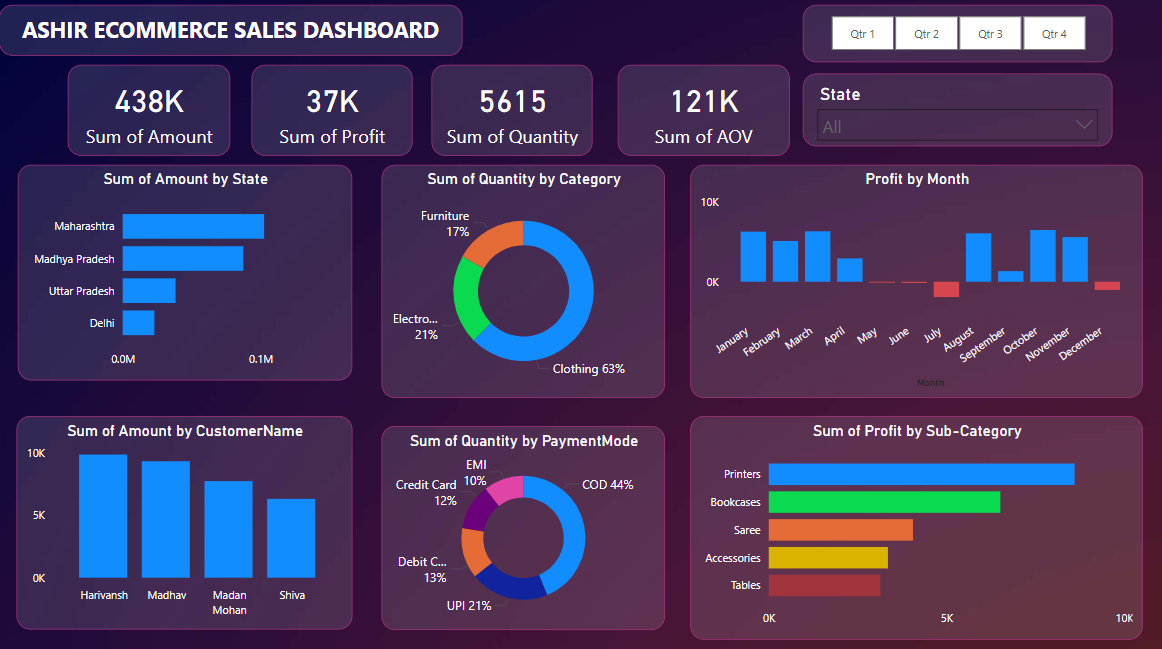 ASHIR ECOMMERCE SALES DASHBOARD
Qtr 1
Qtr 2
Qtr 3
Qtr 4
438K
Sum of Amount
37K
Sum of Profit
5615
Sum of Quantity
121K
Sum of AOV
State
All
Sum of Amount by State
Maharashtra
Madhya Pradesh
Uttar Pradesh
Delhi
0.0M
0.1M
Sum of Quantity by Category
Furniture
17%
Electro...
21%
Clothing 63%
Profit by Month
10K
0K
January
February
March
April
May
June
July
August
September
October
November
December
Month
Sum of Amount by CustomerName
10K
5K
0K
Harivansh
Madhav
Madan
Mohan
Shiva
Sum of Quantity by PaymentMode
EMI
10%
Credit Card
12%
COD 44%
Debit C...
13%
UPI 21%
Sum of Profit by Sub-Category
Printers
Bookcases
Saree
Accessories
Tables
0K
5K
10K